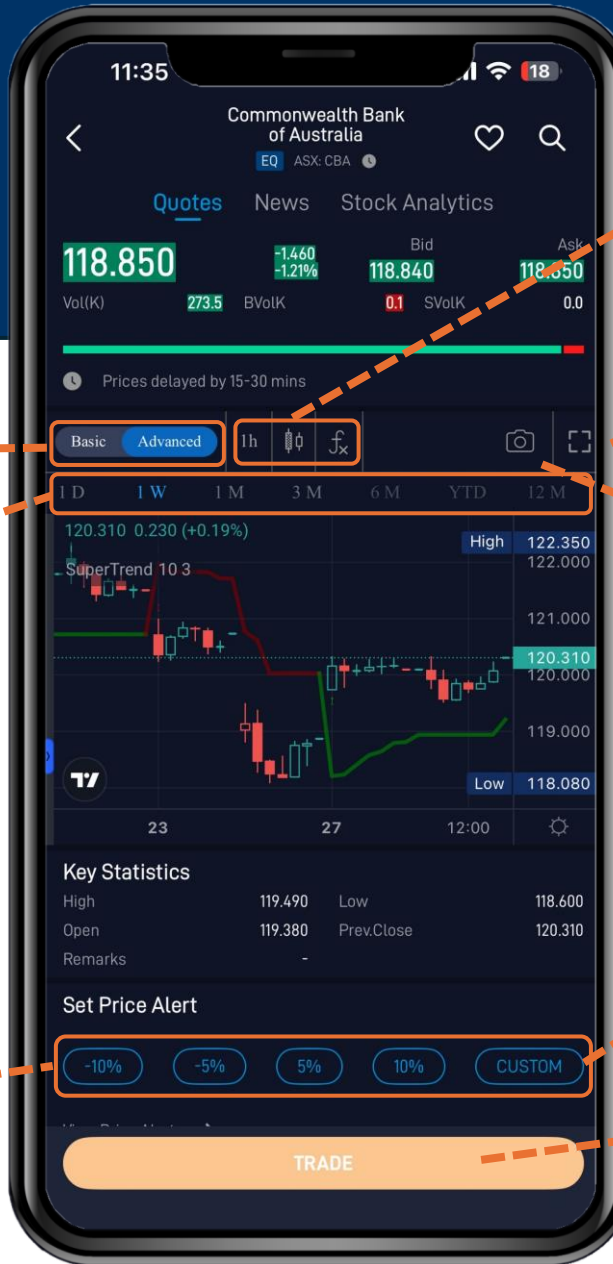 11:35
18
Commonwealth Bank
of Australia
EQ ASX: CBA
Quotes News Stock Analytics
118.850 -1.460 Bid Ask
-1.21% 118.840 118.850
Vol(K) 273.5 BVolK 0.1 SVolK 0.0
Prices delayed by 15-30 mins
Basic Advanced 1h fx
1 D 1 W 1 M 3 M 6 M YTD 12 M
120.310 0.230 (+0.19%)
High 122.350
SuperTrend 10 3
122.000
121.000
120.310
120.000
119.000
Low 118.080
23 27 12:00
Key Statistics
High 119.490 Low 118.600
Open 119.380 Prev.Close 120.310
Remarks -
Set Price Alert
-10% -5% 5% 10% CUSTOM
TRADE